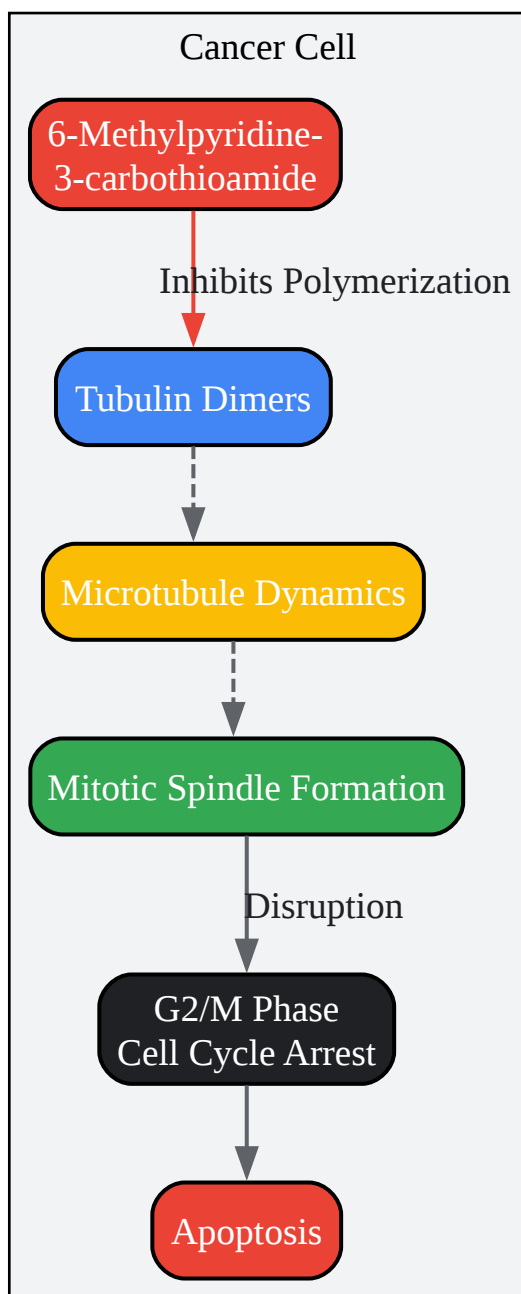 Cancer Cell
6-Methylpyridine-
3-carbothioamide
Inhibits Polymerization
Tubulin Dimers
Microtubule Dynamics
Mitotic Spindle Formation
Disruption
G2/M Phase
Cell Cycle Arrest
Apoptosis